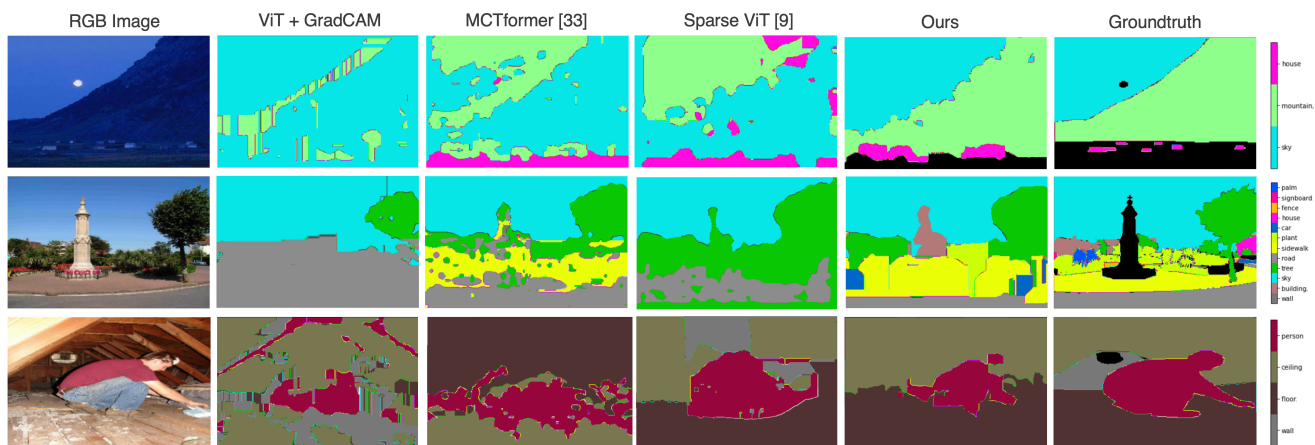 RGB Image
ViT + GradCAM
MCTformer [33]
Sparse ViT [9]
Ours
Groundtruth
house
mountain,
sky
palm
signboard
fence
house
car
plant
sidewalk
road
tree
sky
building,
wall
person
ceiling
floor.
wall